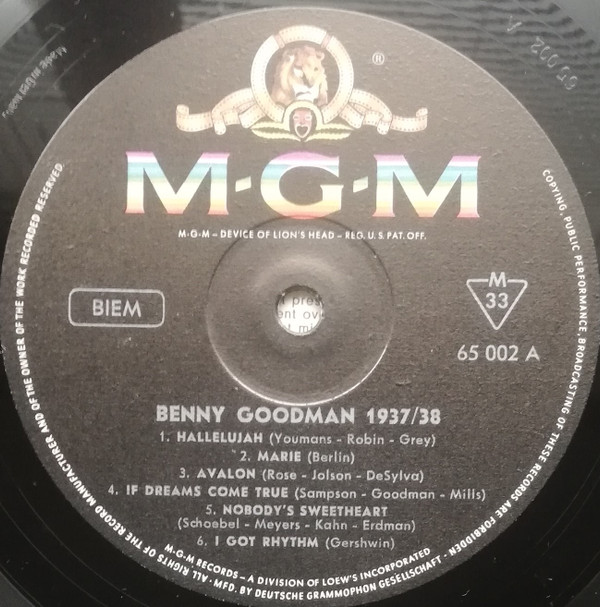 ®
M-G-M
M-G-M – DEVICE OF LION'S HEAD – REG. U. S. PAT. OFF.
BIEM
M
33
65 002 A
BENNY GOODMAN 1937/38
1. HALLELUJAH (Youmans - Robin - Grey)
2. MARIE (Berlin)
3. AVALON (Rose - Jolson - DeSylva)
4. IF DREAMS COME TRUE (Sampson - Goodman - Mills)
5. NOBODY'S SWEETHEART
(Schoebel - Meyers - Kahn - Erdman)
6. I GOT RHYTHM (Gershwin)
M-G-M RECORDS – A DIVISION OF LOEW'S INCORPORATED
ALL RIGHTS OF THE RECORD MANUFACTURER AND OF THE OWNER OF THE WORK RECORDED RESERVED.
COPYING, PUBLIC PERFORMANCE, BROADCASTING OF THESE RECORDS ARE FORBIDDEN · MFD. BY DEUTSCHE GRAMMOPHON GESELLSCHAFT ·
65 002 A